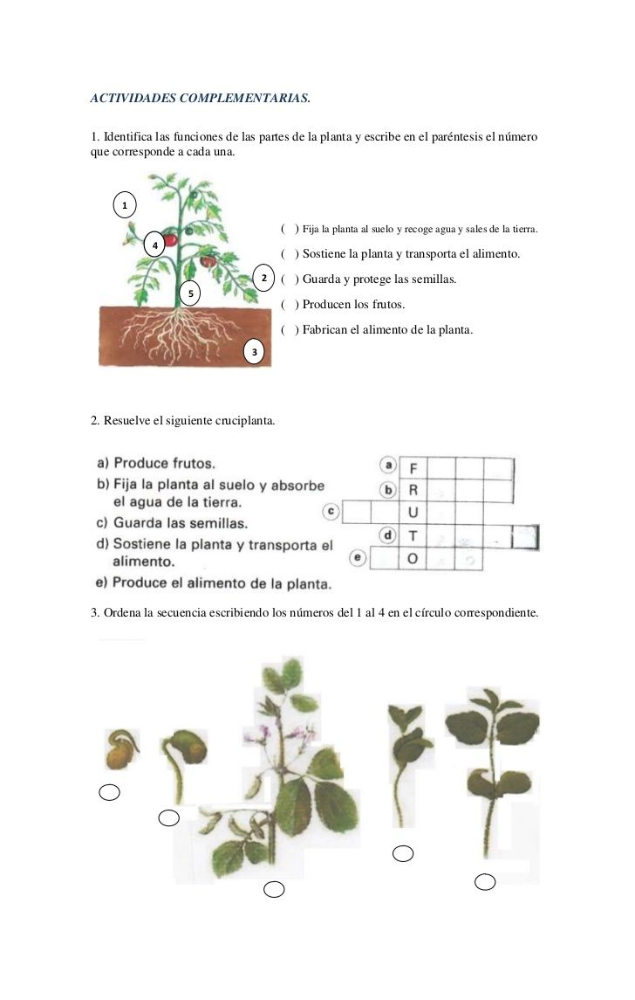 ACTIVIDADES COMPLEMENTARIAS.
1. Identifica las funciones de las partes de la planta y escribe en el paréntesis el número
que corresponde a cada una.
1
4
2
5
3
( ) Fija la planta al suelo y recoge agua y sales de la tierra.
( ) Sostiene la planta y transporta el alimento.
( ) Guarda y protege las semillas.
( ) Producen los frutos.
( ) Fabrican el alimento de la planta.
2. Resuelve el siguiente cruciplanta.
a) Produce frutos.
b) Fija la planta al suelo y absorbe
el agua de la tierra.
c) Guarda las semillas.
d) Sostiene la planta y transporta el
alimento.
e) Produce el alimento de la planta.
a F
b R
c U
d T
e O
3. Ordena la secuencia escribiendo los números del 1 al 4 en el círculo correspondiente.